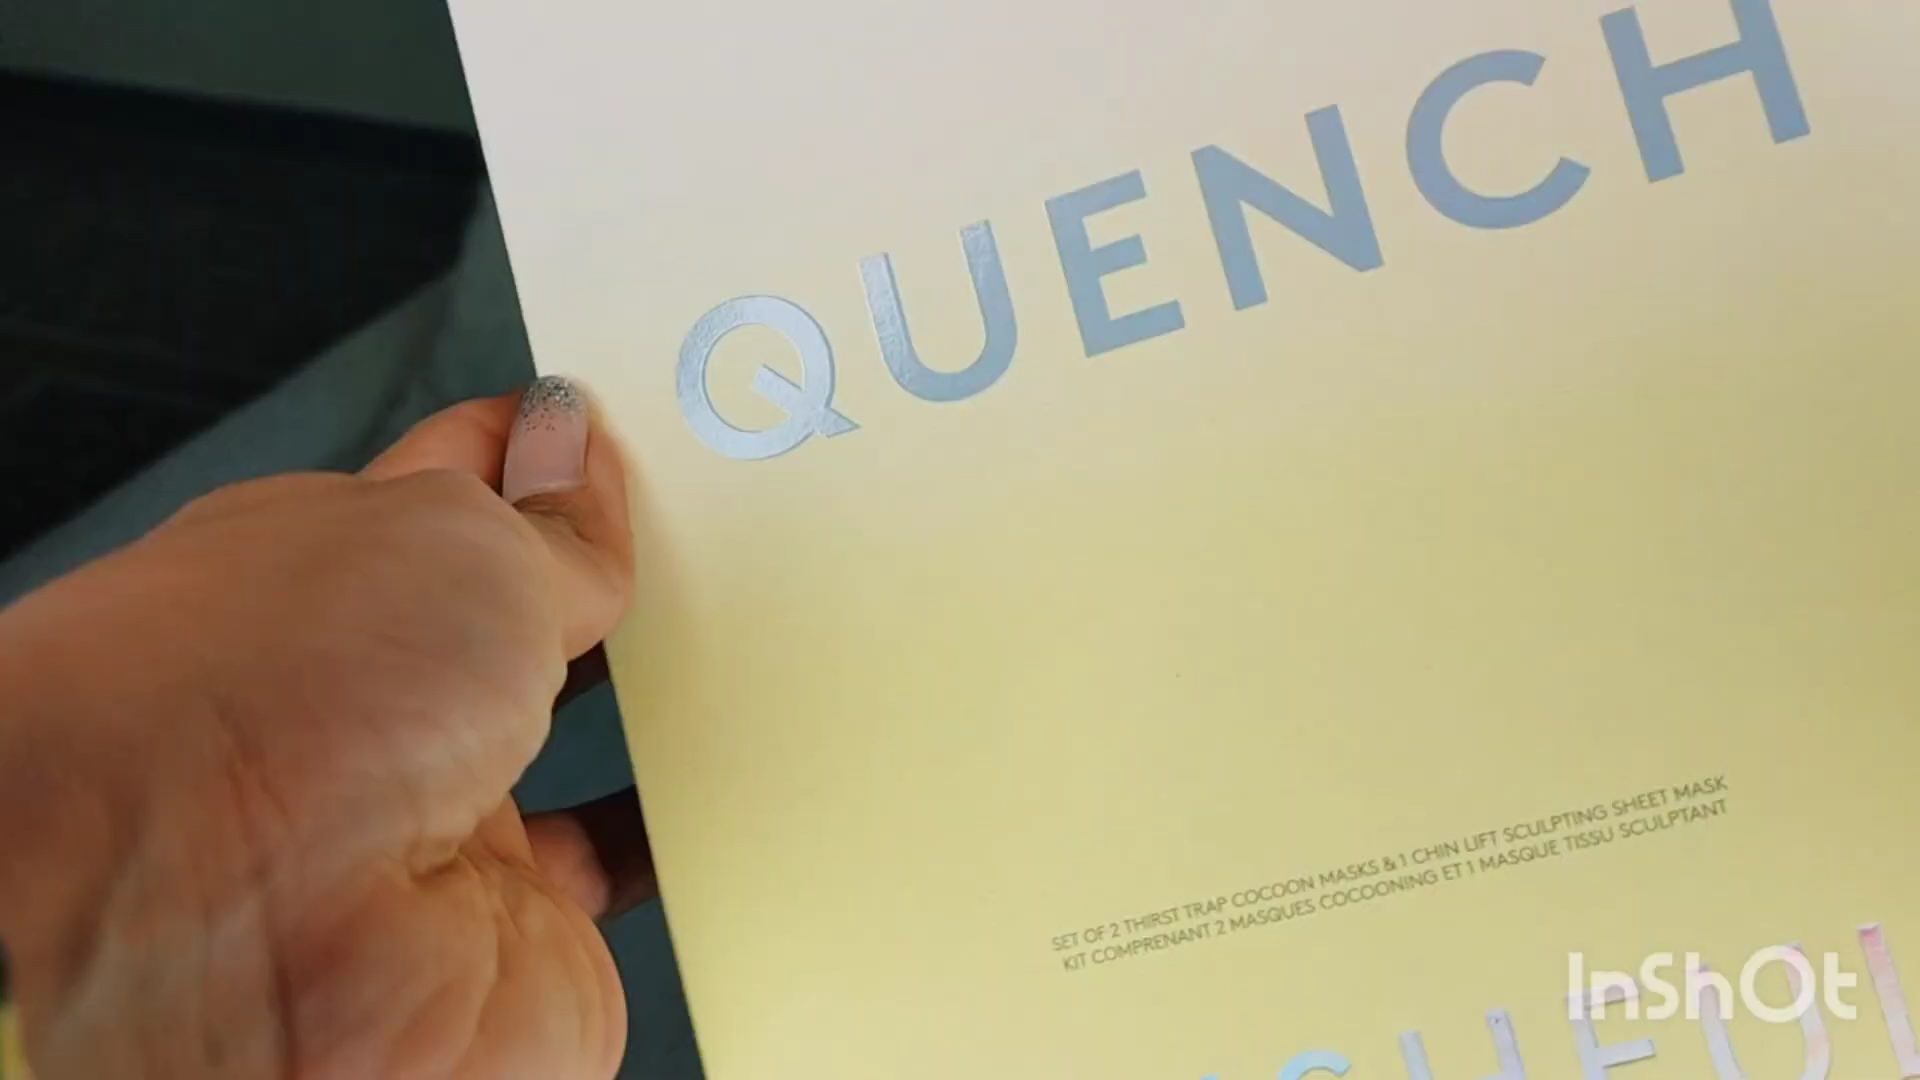 QUENCH
SET OF 2 THIRST TRAP COCOON MASKS & 1 CHIN LIFT SCULPTING SHEET MASK
KIT COMPRENANT 2 MASQUES COCOONING ET 1 MASQUE TISSU SCULPTANT
InShOt